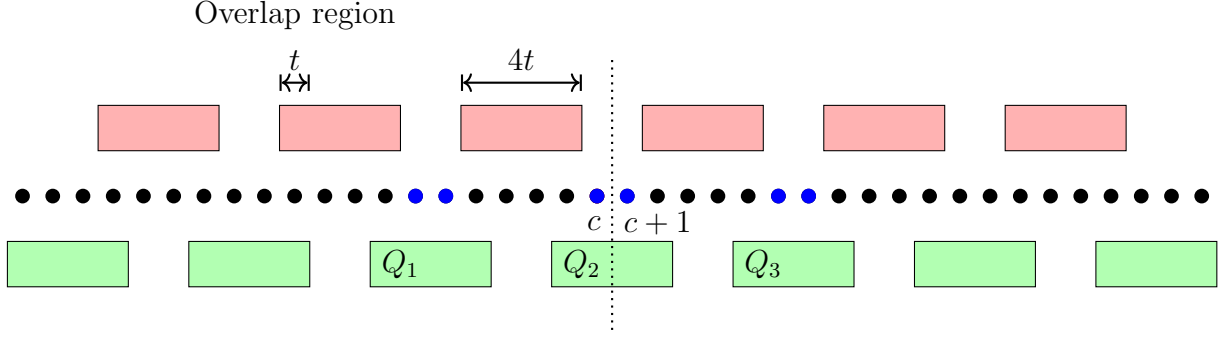 Overlap region
t
4t
c
c + 1
Q₁
Q₂
Q₃